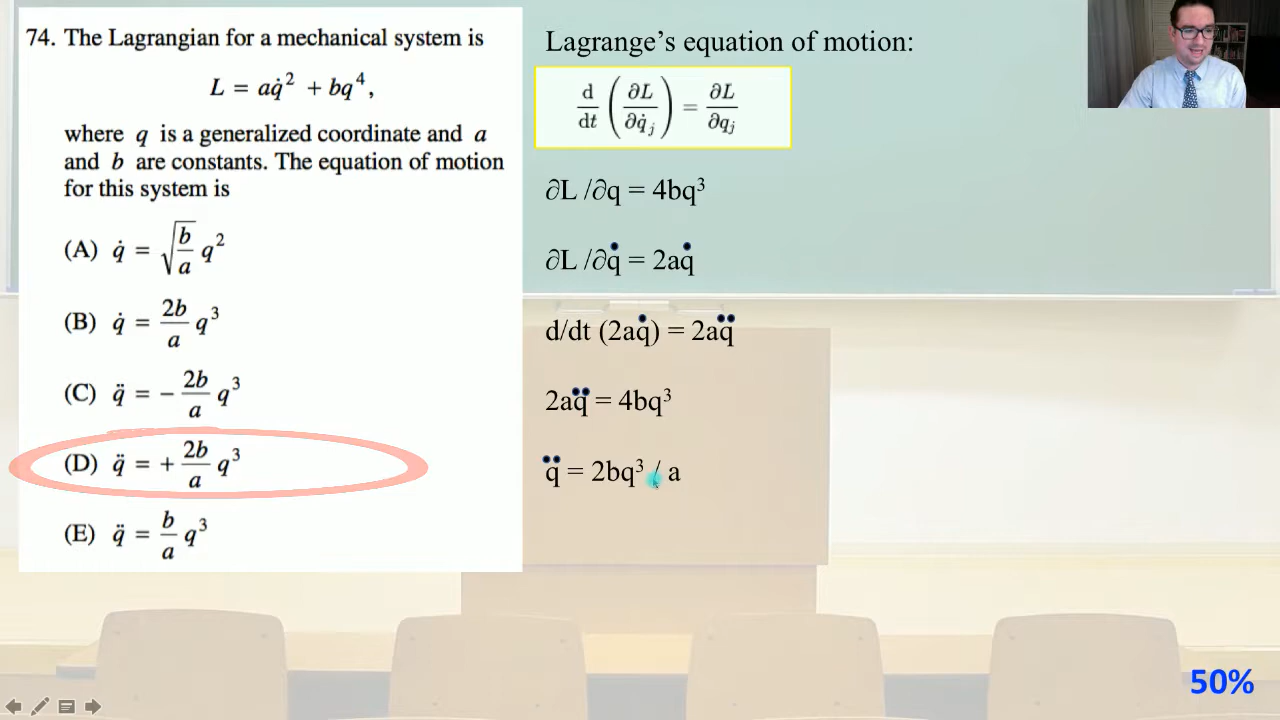 74. The Lagrangian for a mechanical system is
L = aq̇² + bq⁴,
where q is a generalized coordinate and a
and b are constants. The equation of motion
for this system is
(A) q̇ = √(b/a) q²
(B) q̇ = 2b/a q³
(C) q̈ = − 2b/a q³
(D) q̈ = + 2b/a q³
(E) q̈ = b/a q³
Lagrange’s equation of motion:
d/dt (∂L/∂q̇ⱼ) = ∂L/∂qⱼ
∂L /∂q = 4bq³
∂L /∂q̇ = 2aq̇
d/dt (2aq̇) = 2aq̈
2aq̈ = 4bq³
q̈ = 2bq³ / a
50%